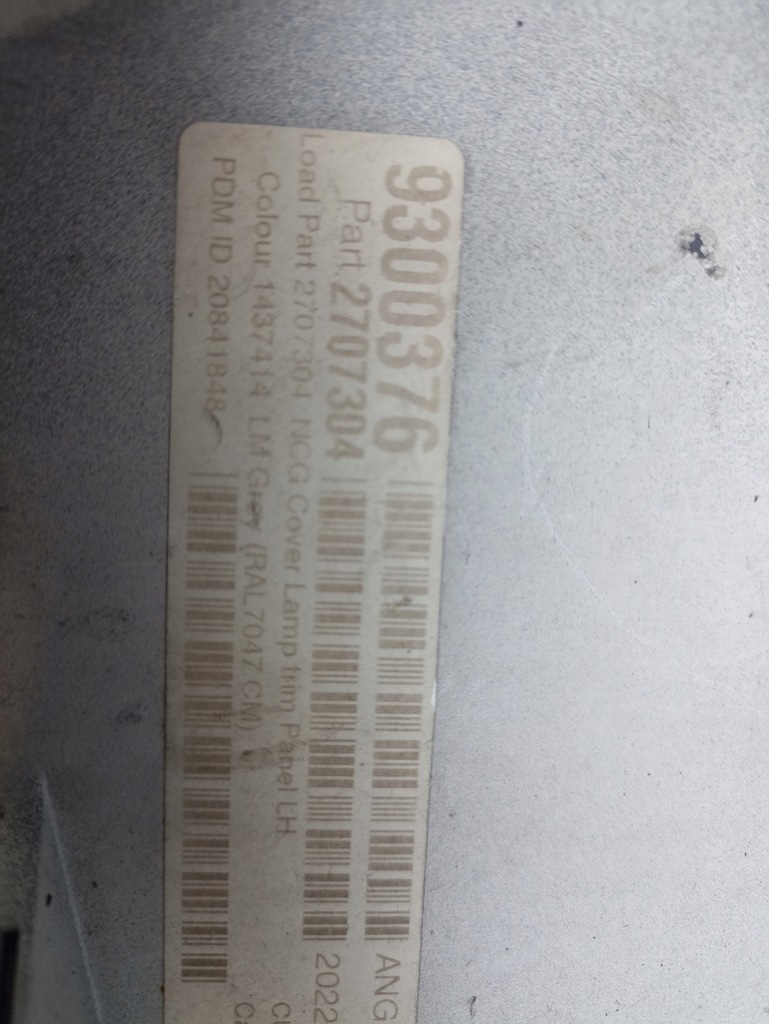 9300376 ANG
Part. 2707304 2022
Load Part 2707304 NCG Cover Lamp trim Panel LH
Colour 1437414 LM Grey (RAL7047 CM)
PDM ID 20841848